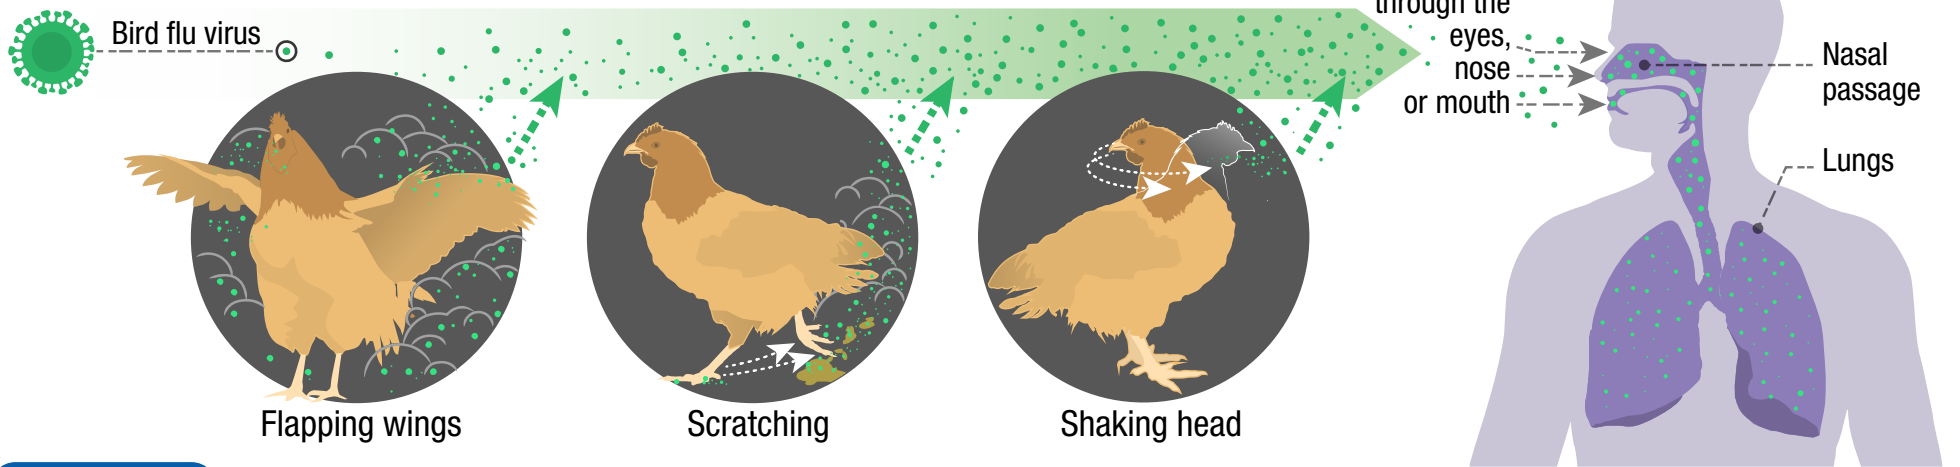 Bird flu virus
through the
eyes,
nose
or mouth
Nasal
passage
Lungs
Flapping wings
Scratching
Shaking head